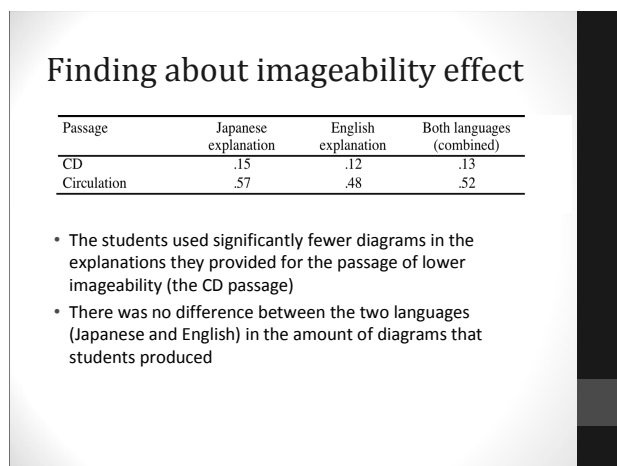 Finding about imageability effect
Passage Japanese explanation English explanation Both languages (combined)
CD .15 .12 .13
Circulation .57 .48 .52
• The students used significantly fewer diagrams in the
explanations they provided for the passage of lower
imageability (the CD passage)
• There was no difference between the two languages
(Japanese and English) in the amount of diagrams that
students produced